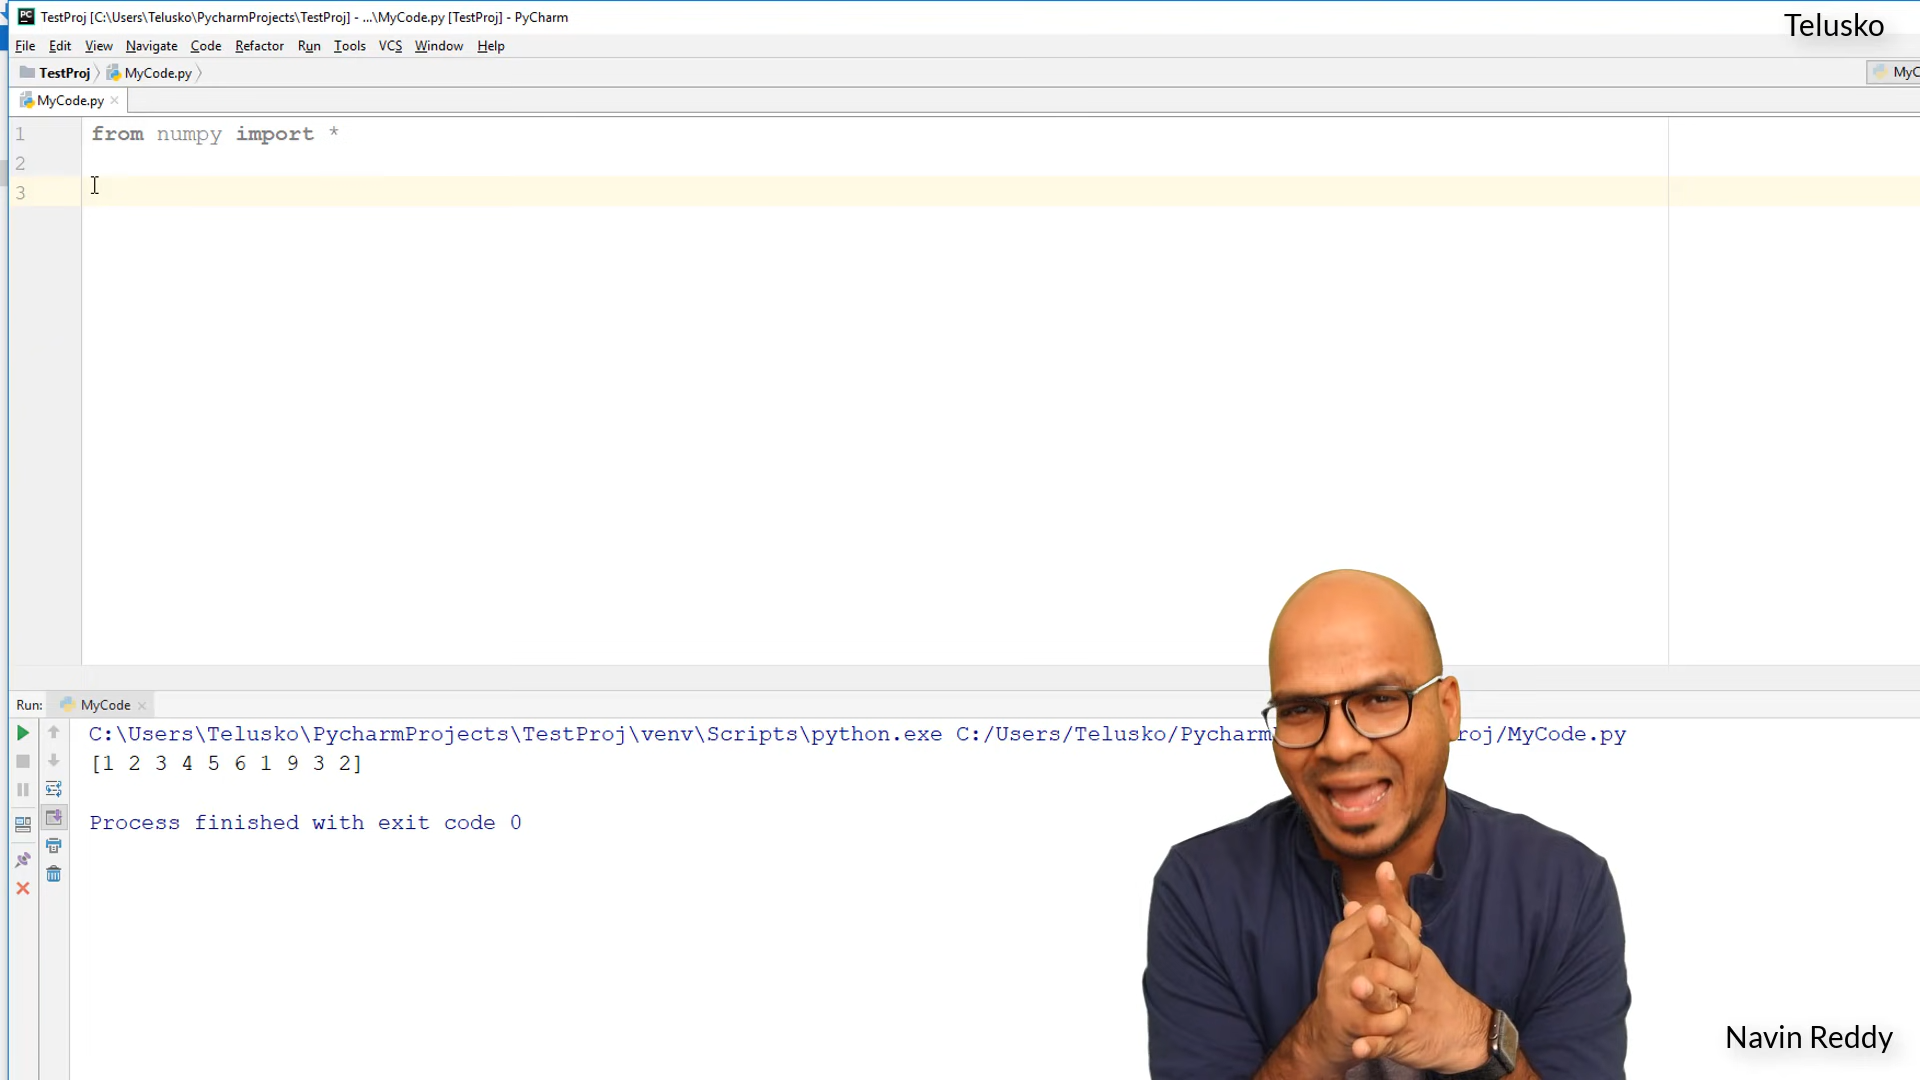 TestProj [C:\Users\Telusko\PycharmProjects\TestProj] - ...\MyCode.py [TestProj] - PyCharm
Telusko
File Edit View Navigate Code Refactor Run Tools VCS Window Help
TestProj MyCode.py
MyC
MyCode.py
1 from numpy import *
2
3
Run: MyCode
C:\Users\Telusko\PycharmProjects\TestProj\venv\Scripts\python.exe C:/Users/Telusko/Pycharm roj/MyCode.py
[1 2 3 4 5 6 1 9 3 2]
Process finished with exit code 0
Navin Reddy